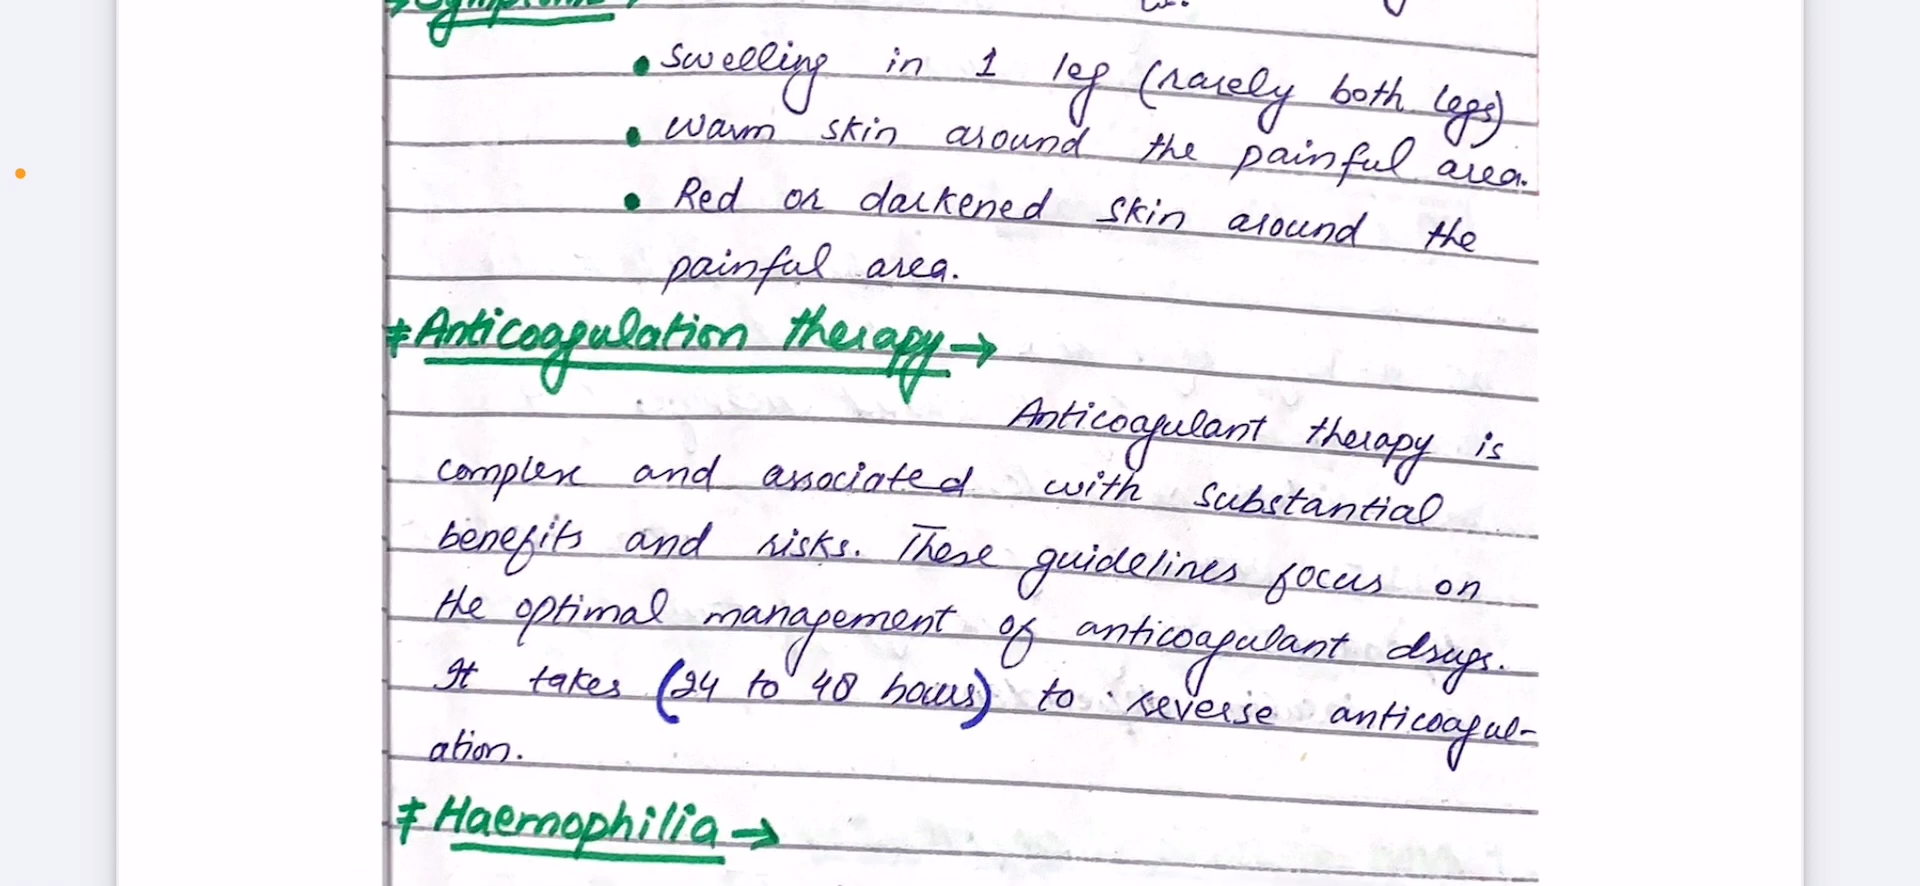 Symptoms
• Swelling in 1 leg (rarely both legs)
• warm skin around the painful area.
• Red or darkened skin around the
painful area.
‡ Anticoagulation therapy →
Anticoagulant therapy is
complex and associated with substantial
benefits and risks. These guidelines focus on
the optimal management of anticoagulant drugs.
It takes (24 to 48 hours) to reverse anticoagul-
ation.
‡ Haemophilia →